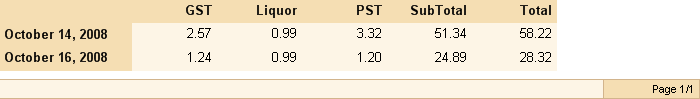 GST Liquor PST SubTotal Total
October 14, 2008 2.57 0.99 3.32 51.34 58.22
October 16, 2008 1.24 0.99 1.20 24.89 28.32
Page 1/1